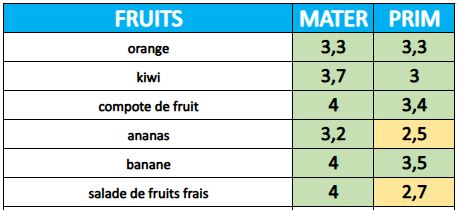 FRUITS MATER PRIM
orange 3,3 3,3
kiwi 3,7 3
compote de fruit 4 3,4
ananas 3,2 2,5
banane 4 3,5
salade de fruits frais 4 2,7